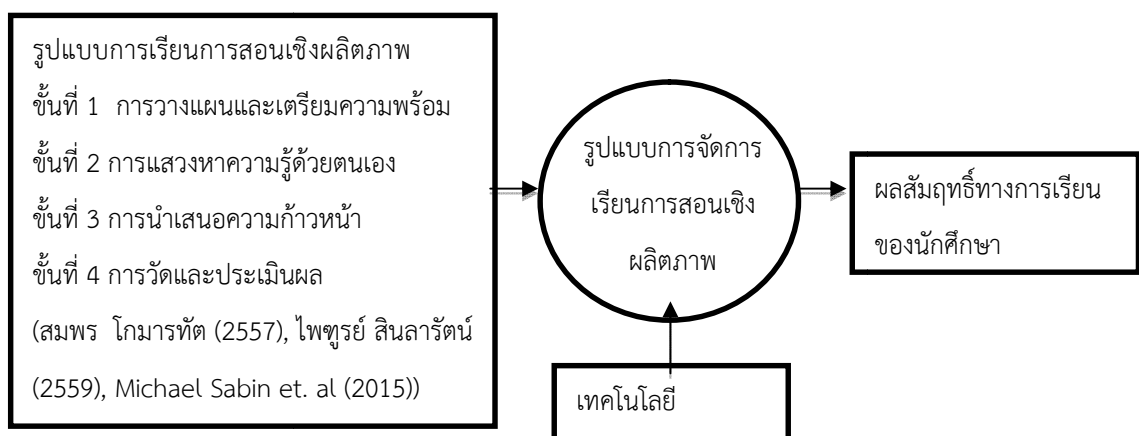 รูปแบบการเรียนการสอนเชิงผลิตภาพ
ขั้นที่ 1 การวางแผนและเตรียมความพร้อม
ขั้นที่ 2 การแสวงหาความรู้ด้วยตนเอง
ขั้นที่ 3 การนำเสนอความก้าวหน้า
ขั้นที่ 4 การวัดและประเมินผล
(สมพร โกมารทัต (2557), ไพฑูรย์ สินลารัตน์
(2559), Michael Sabin et. al (2015))
รูปแบบการจัดการ
เรียนการสอนเชิง
ผลิตภาพ
เทคโนโลยี
ผลสัมฤทธิ์ทางการเรียน
ของนักศึกษา